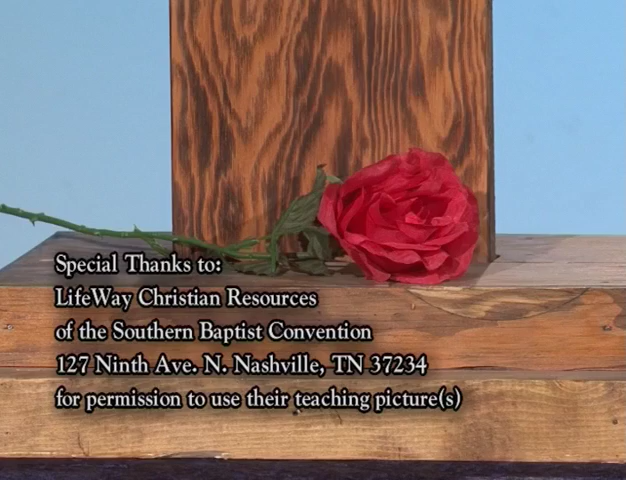 Special Thanks to:
LifeWay Christian Resources
of the Southern Baptist Convention
127 Ninth Ave. N. Nashville, TN 37234
for permission to use their teaching picture(s)